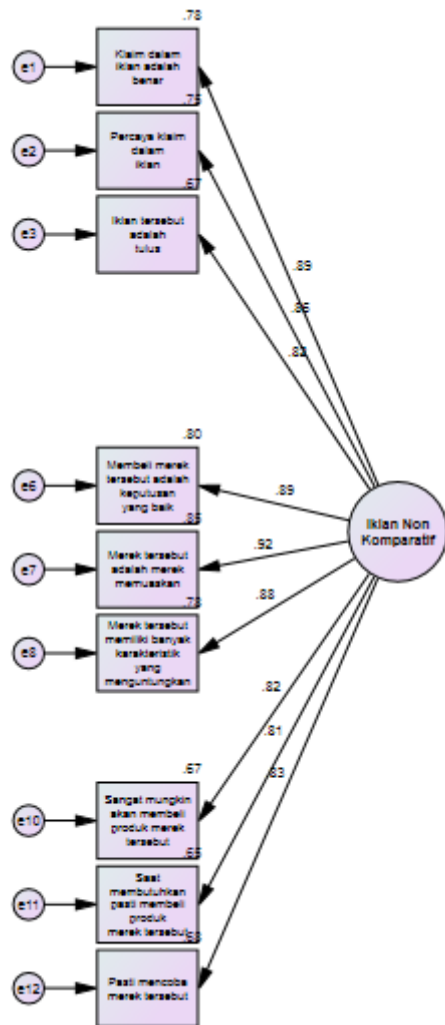 .78
e1
Klaim dalam
iklan adalah
benar
.75
e2
Percaya klaim
dalam
iklan
.67
e3
Iklan tersebut
adalah
tulus
.89
.86
.82
.80
e6
Membeli merek
tersebut adalah
keputusan
yang baik
.89
Iklan Non
Komparatif
.85
e7
Merek tersebut
adalah merek
memuaskan
.92
.78
e8
Merek tersebut
memiliki banyak
karakteristik
yang
menguntungkan
.88
.82
.81
.83
.67
e10
Sangat mungkin
akan membeli
produk merek
tersebut
e11
Saat
membutuhkan
pasti membeli
produk
merek tersebut
e12
Pasti mencoba
merek tersebut